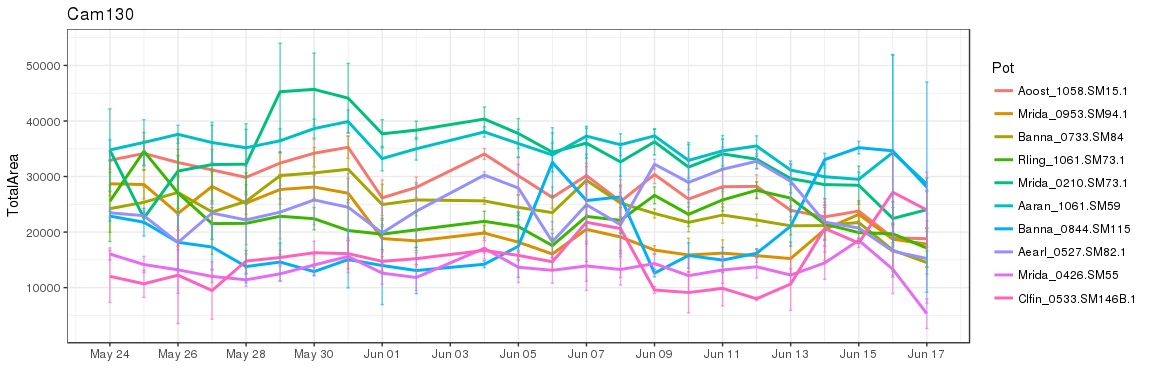 Cam130
TotalArea
50000
40000
30000
20000
10000
May 24 May 26 May 28 May 30 Jun 01 Jun 03 Jun 05 Jun 07 Jun 09 Jun 11 Jun 13 Jun 15 Jun 17
Pot
Aoost_1058.SM15.1
Mrida_0953.SM94.1
Banna_0733.SM84
Rling_1061.SM73.1
Mrida_0210.SM73.1
Aaran_1061.SM59
Banna_0844.SM115
Aearl_0527.SM82.1
Mrida_0426.SM55
Clfin_0533.SM146B.1